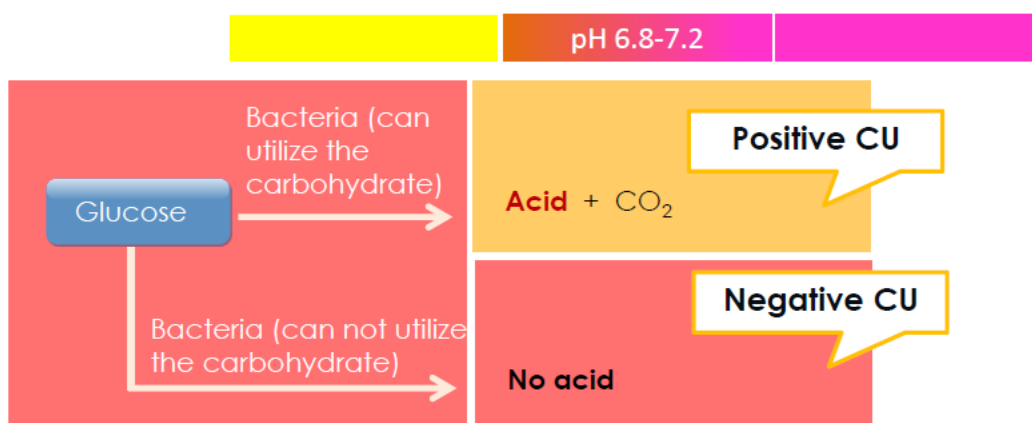 pH 6.8-7.2
Bacteria (can
utilize the
carbohydrate)
Glucose
Positive CU
Acid + CO₂
Bacteria (can not utilize
the carbohydrate)
Negative CU
No acid